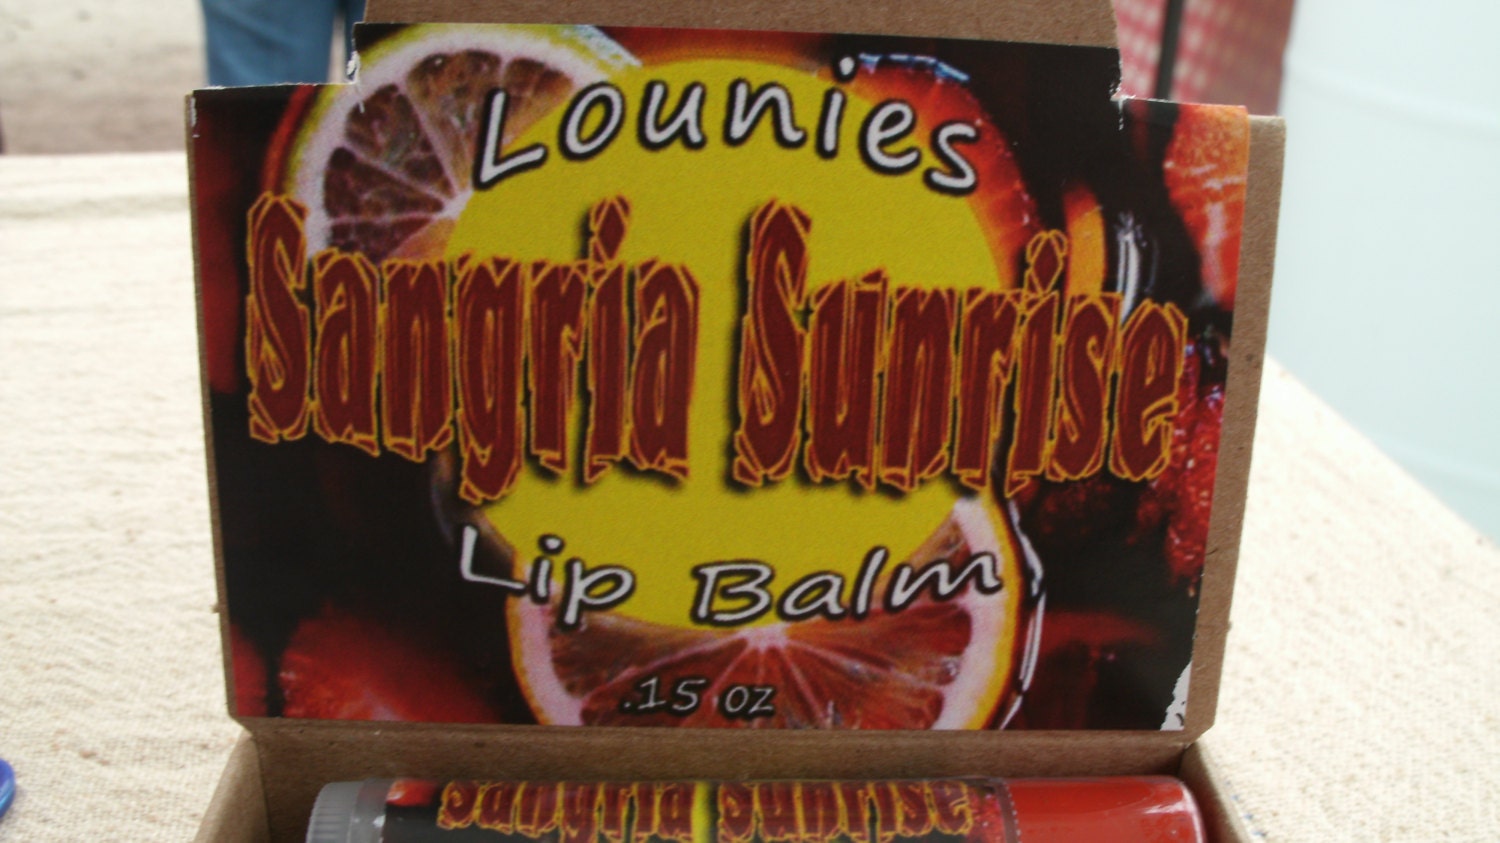 Lounies
Sangria Sunrise
Lip Balm
.15 oz
Sangria Sunrise